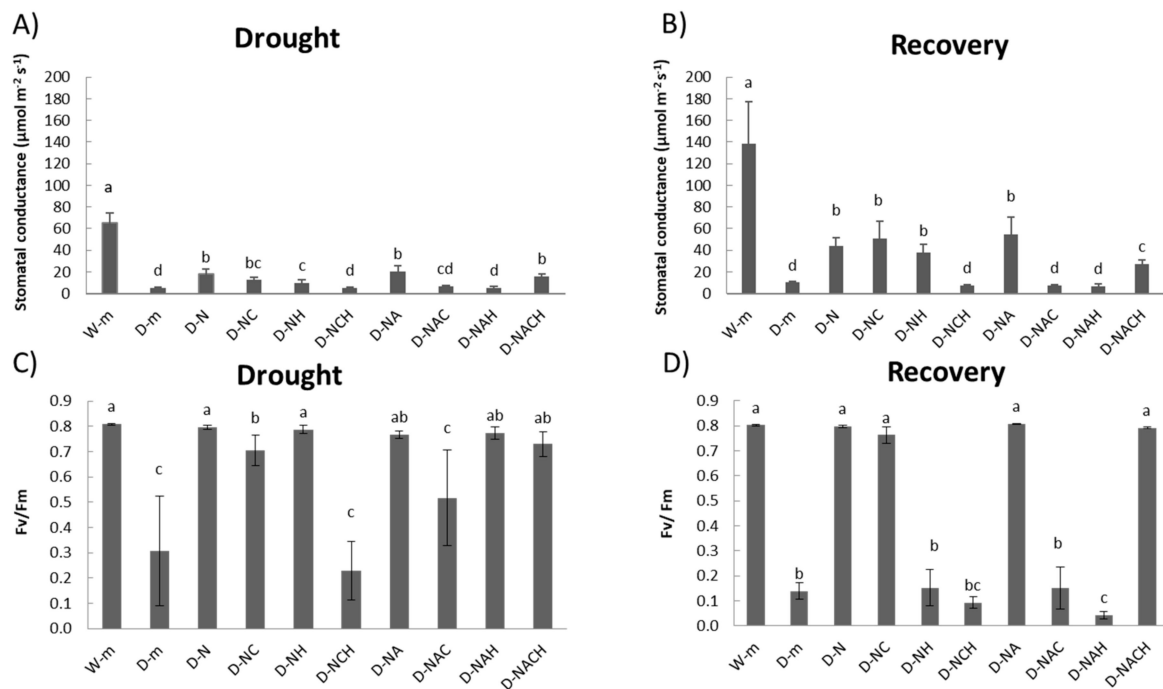 A)
Drought
Stomatal conductance (µmol m⁻² s⁻¹)
200
180
160
140
120
100
80
60
40
20
0
a
d
b
bc
c
d
b
cd
d
b
W-m
D-m
D-N
D-NC
D-NH
D-NCH
D-NA
D-NAC
D-NAH
D-NACH
B)
Recovery
Stomatal conductance (µmol m⁻² s⁻¹)
200
180
160
140
120
100
80
60
40
20
0
a
d
b
b
b
d
b
d
d
c
W-m
D-m
D-N
D-NC
D-NH
D-NCH
D-NA
D-NAC
D-NAH
D-NACH
C)
Drought
Fv/Fm
0.9
0.8
0.7
0.6
0.5
0.4
0.3
0.2
0.1
0.0
a
c
a
b
a
c
ab
c
ab
ab
W-m
D-m
D-N
D-NC
D-NH
D-NCH
D-NA
D-NAC
D-NAH
D-NACH
D)
Recovery
Fv/ Fm
0.9
0.8
0.7
0.6
0.5
0.4
0.3
0.2
0.1
0.0
a
b
a
a
b
bc
a
b
c
a
W-m
D-m
D-N
D-NC
D-NH
D-NCH
D-NA
D-NAC
D-NAH
D-NACH